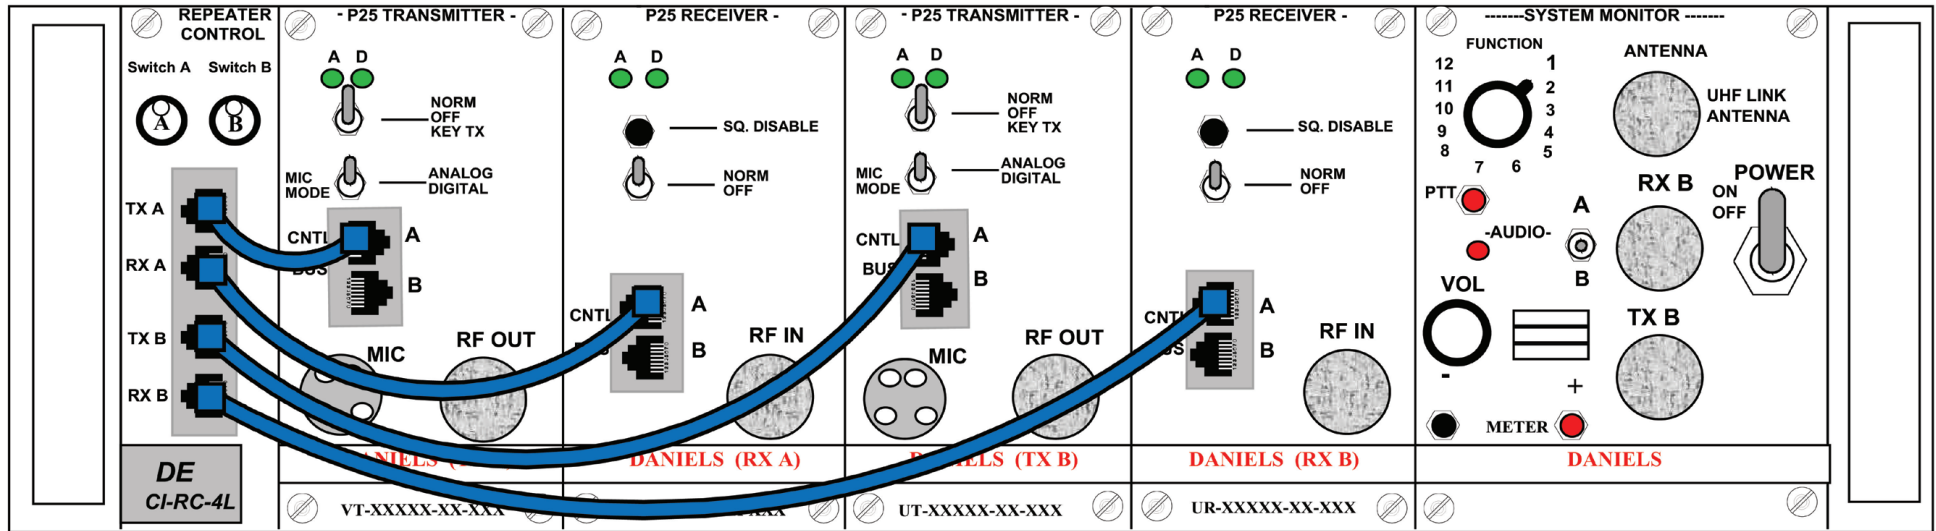 REPEATER
CONTROL
Switch A Switch B
A
B
TX A
RX A
TX B
RX B
DE
CI-RC-4L
- P25 TRANSMITTER -
A D
NORM
OFF
KEY TX
MIC
MODE
ANALOG
DIGITAL
CNTL
BUS
A
B
MIC
RF OUT
VT-XXXXX-XX-XXX
P25 RECEIVER -
A D
SQ. DISABLE
NORM
OFF
CNTL
A
B
RF IN
DANIELS (RX A)
- P25 TRANSMITTER -
A D
NORM
OFF
KEY TX
MIC
MODE
ANALOG
DIGITAL
CNTL
BUS
A
B
MIC
RF OUT
DANIELS (TX B)
UT-XXXXX-XX-XXX
P25 RECEIVER -
A D
SQ. DISABLE
NORM
OFF
CNTL
A
B
RF IN
DANIELS (RX B)
UR-XXXXX-XX-XXX
-------SYSTEM MONITOR -------
FUNCTION
1
2
3
4
5
6
7
8
9
10
11
12
ANTENNA
UHF LINK
ANTENNA
PTT
-AUDIO-
A
B
RX B
POWER
ON
OFF
VOL
TX B
-
+
METER
DANIELS